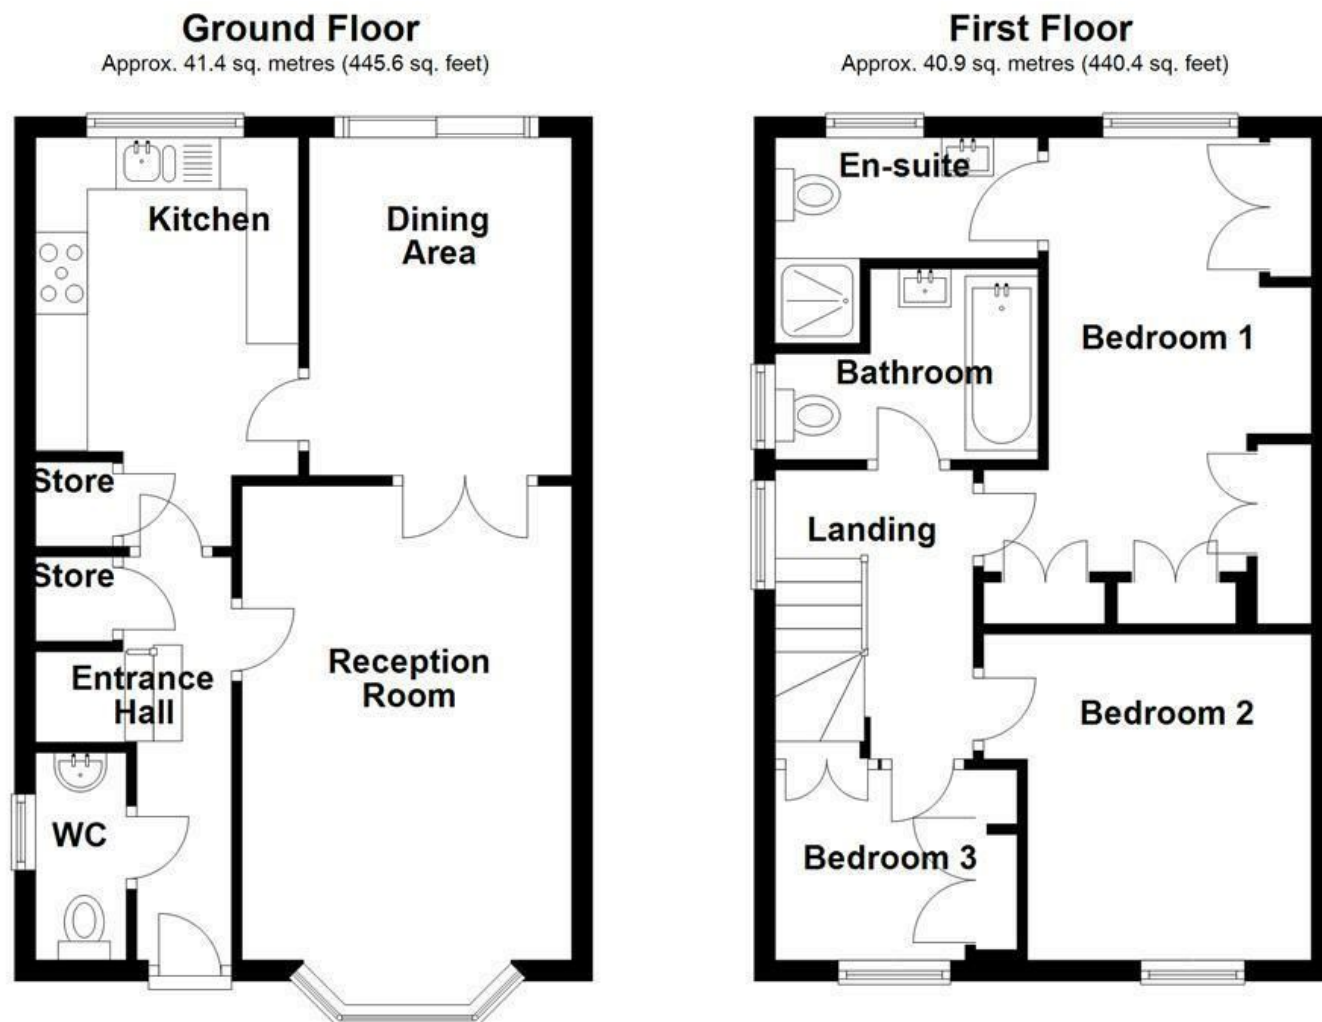 Ground Floor
Approx. 41.4 sq. metres (445.6 sq. feet)
Kitchen
Dining
Area
Store
Store
Entrance
Hall
Reception
Room
WC
First Floor
Approx. 40.9 sq. metres (440.4 sq. feet)
En-suite
Bedroom 1
Bathroom
Landing
Bedroom 2
Bedroom 3